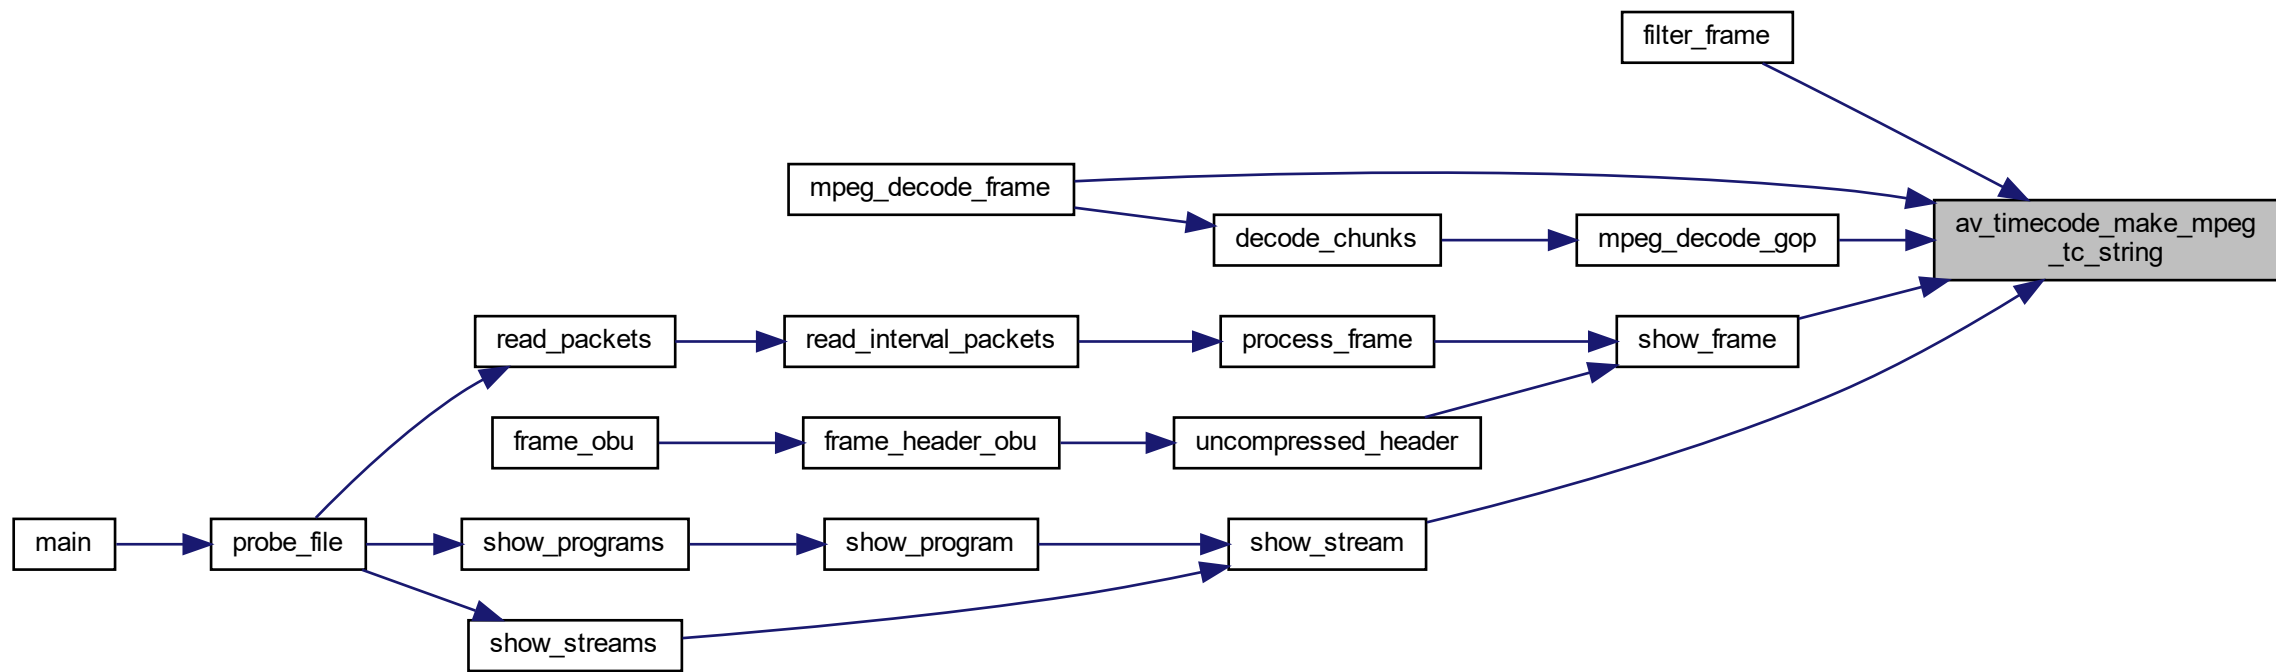 filter_frame
mpeg_decode_frame
av_timecode_make_mpeg
_tc_string
decode_chunks
mpeg_decode_gop
read_packets
read_interval_packets
process_frame
show_frame
frame_obu
frame_header_obu
uncompressed_header
main
probe_file
show_programs
show_program
show_stream
show_streams